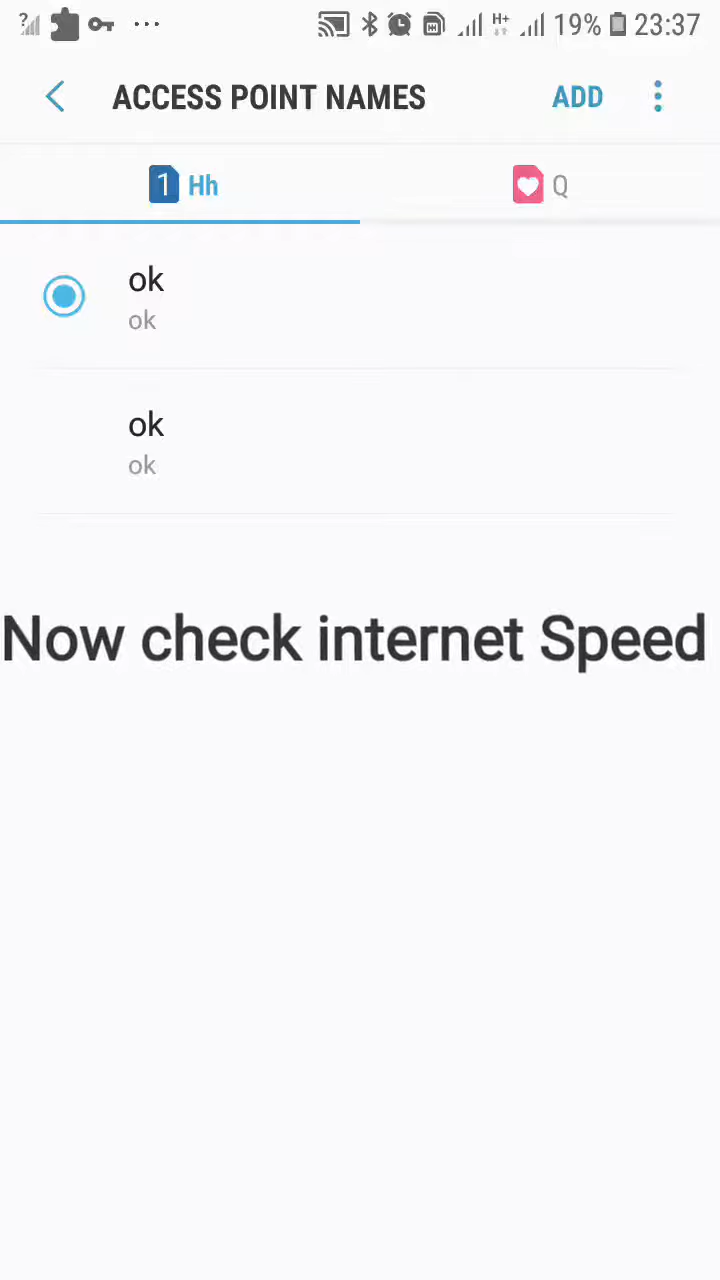 ? H+ 19% 23:37
ACCESS POINT NAMES ADD
1 Hh Q
ok
ok
ok
ok
Now check internet Speed